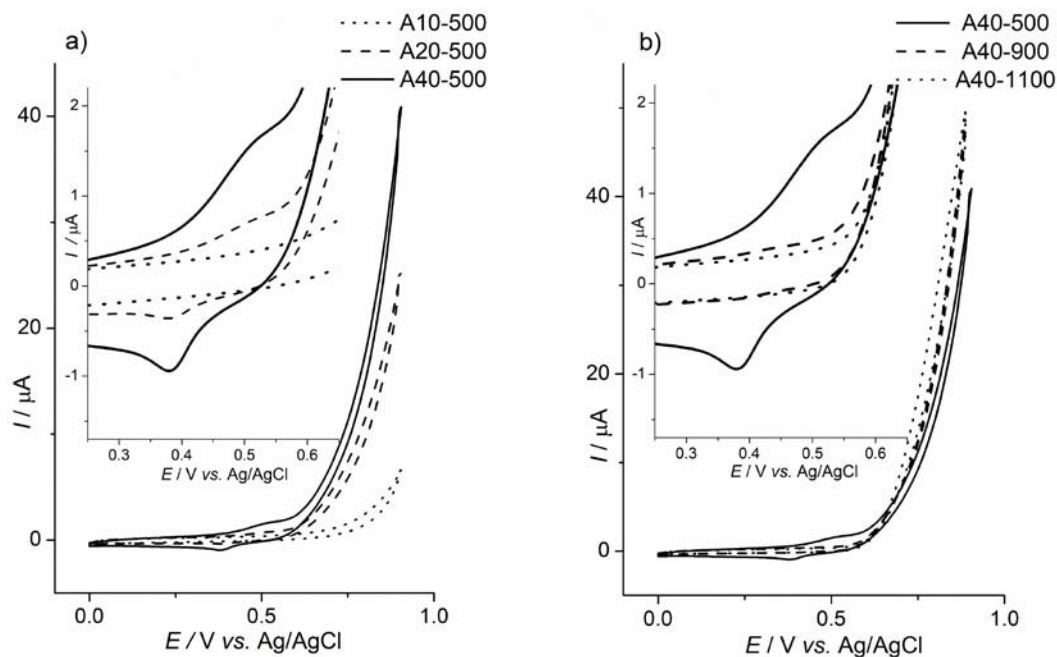 a)
A10-500
A20-500
A40-500
40
20
0
I / μA
2
1
0
-1
I / μA
0.3 0.4 0.5 0.6
E / V vs. Ag/AgCl
0.0 0.5 1.0
E / V vs. Ag/AgCl
b)
A40-500
A40-900
A40-1100
40
20
0
I / μA
2
1
0
-1
I / μA
0.3 0.4 0.5 0.6
E / V vs. Ag/AgCl
0.0 0.5 1.0
E / V vs. Ag/AgCl